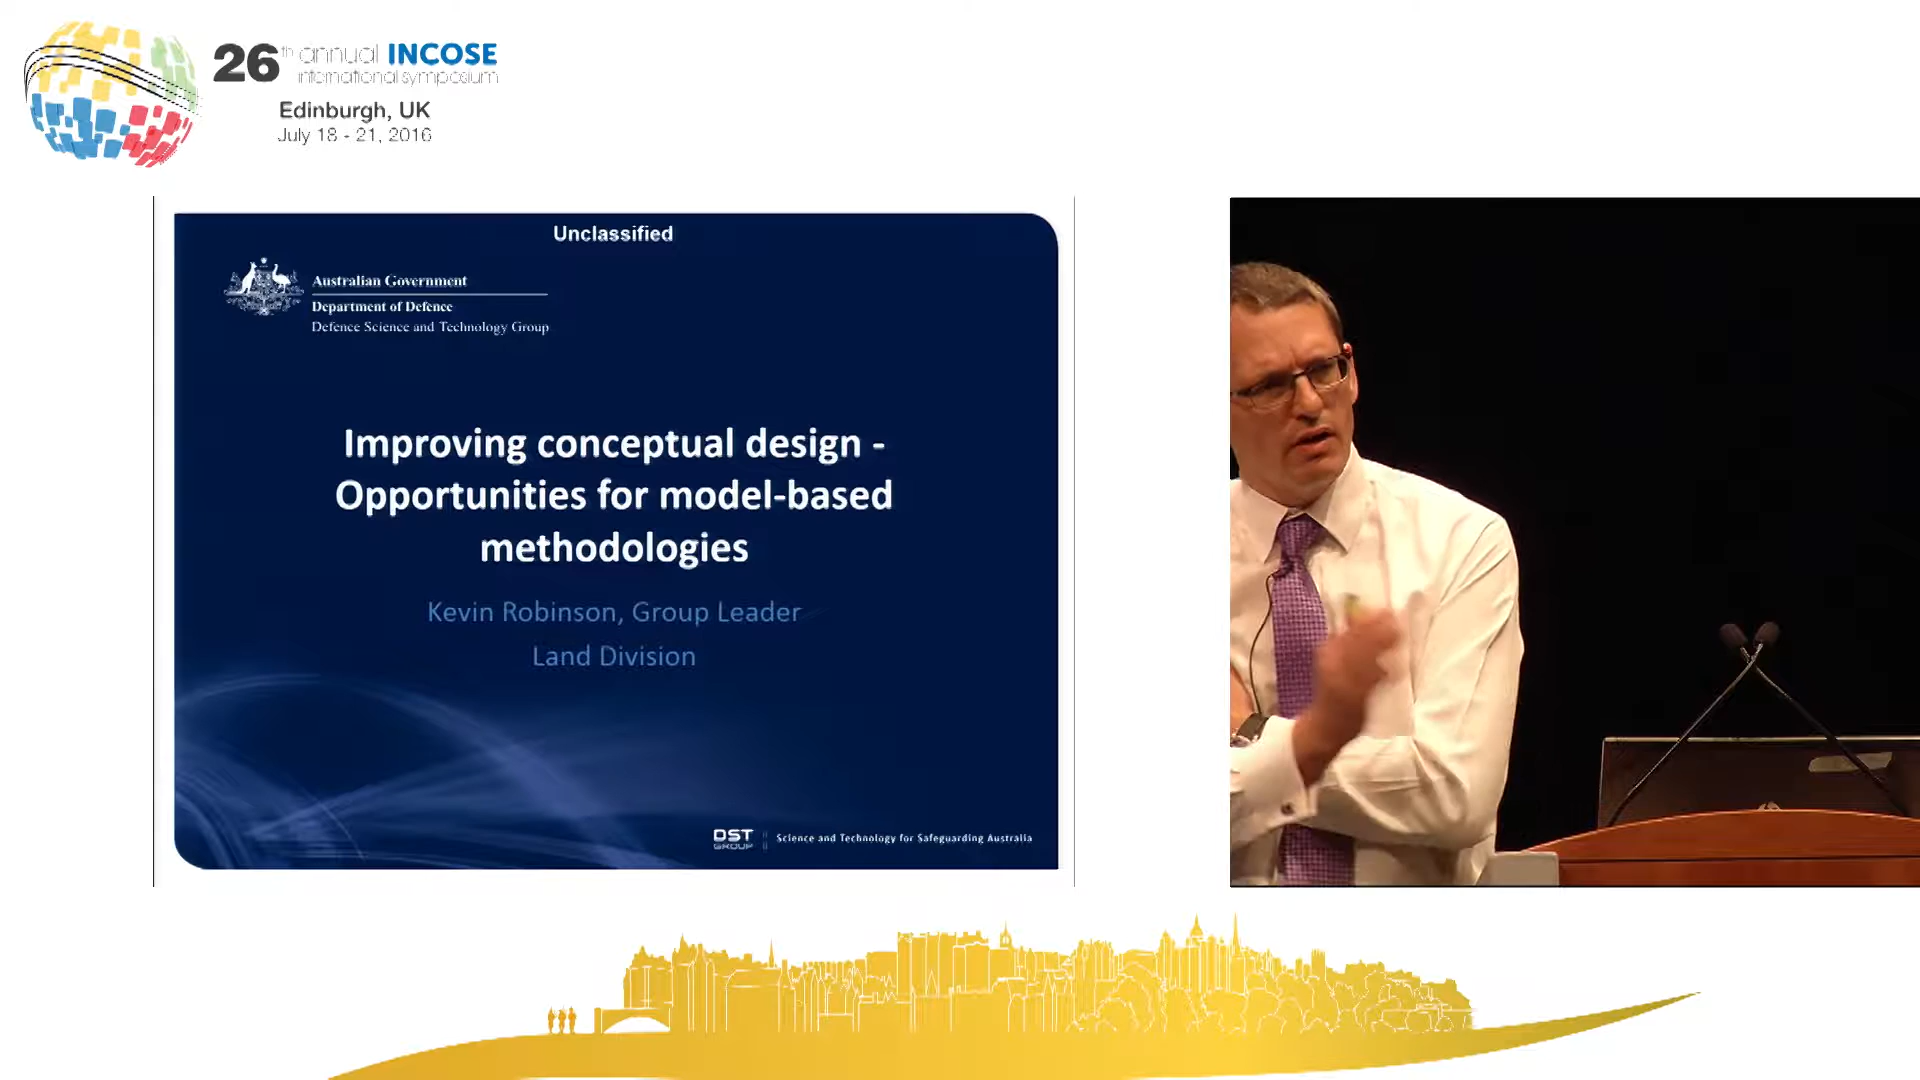 26th annual INCOSE
international symposium
Edinburgh, UK
July 18 - 21, 2016
Unclassified
Australian Government
Department of Defence
Defence Science and Technology Group
Improving conceptual design -
Opportunities for model-based
methodologies
Kevin Robinson, Group Leader
Land Division
DST GROUP
Science and Technology for Safeguarding Australia